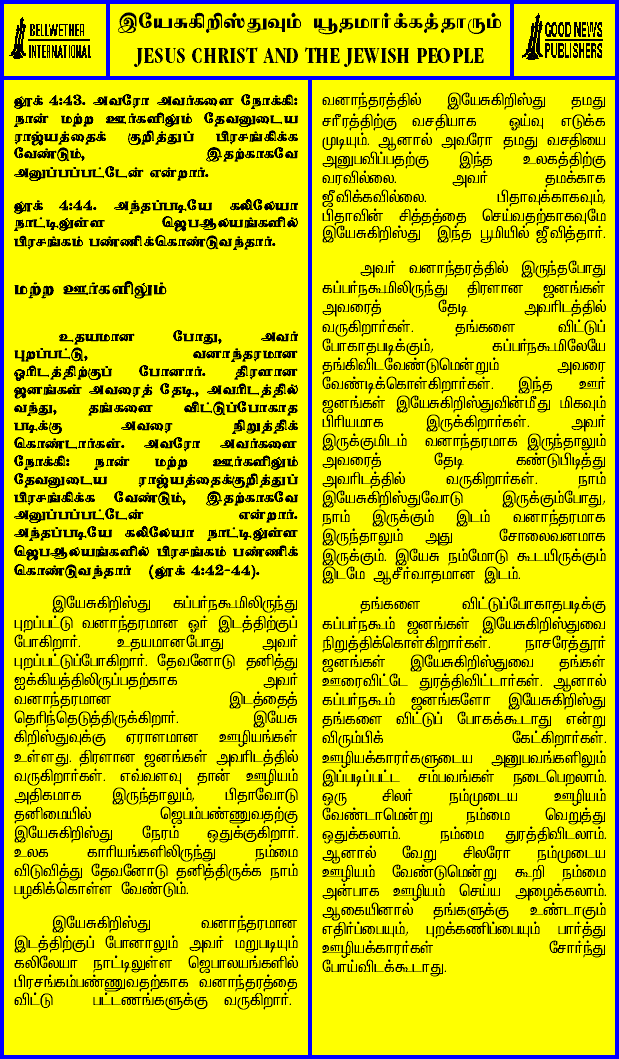 BELLWETHER
INTERNATIONAL
இயேசுகிறிஸ்துவும் யூதமார்க்கத்தாரும்
JESUS CHRIST AND THE JEWISH PEOPLE
GOOD NEWS
PUBLISHERS
லூக் 4:43. அவரோ அவர்களை நோக்கி:
நான் மற்ற ஊர்களிலும் தேவனுடைய
ராஜ்யத்தைக் குறித்துப் பிரசங்கிக்க
வேண்டும், இதற்காகவே
அனுப்பப்பட்டேன் என்றார்.
லூக் 4:44. அந்தப்படியே கலிலேயா
நாட்டிலுள்ள ஜெபஆலயங்களில்
பிரசங்கம் பண்ணிக்கொண்டுவந்தார்.
மற்ற ஊர்களிலும்
உதயமான போது, அவர்
புறப்பட்டு, வனாந்தரமான
ஓரிடத்திற்குப் போனார். திரளான
ஜனங்கள் அவரைத் தேடி, அவரிடத்தில்
வந்து, தங்களை விட்டுப்போகாத
படிக்கு அவரை நிறுத்திக்
கொண்டார்கள். அவரோ அவர்களை
நோக்கி: நான் மற்ற ஊர்களிலும்
தேவனுடைய ராஜ்யத்தைக்குறித்துப்
பிரசங்கிக்க வேண்டும், இதற்காகவே
அனுப்பப்பட்டேன் என்றார்.
அந்தப்படியே கலிலேயா நாட்டிலுள்ள
ஜெபஆலயங்களில் பிரசங்கம் பண்ணிக்
கொண்டுவந்தார் (லூக் 4:42-44).
இயேசுகிறிஸ்து கப்பர்நகூமிலிருந்து
புறப்பட்டு வனாந்தரமான ஓர் இடத்திற்குப்
போகிறார். உதயமானபோது அவர்
புறப்பட்டுப்போகிறார். தேவனோடு தனித்து
ஐக்கியத்திலிருப்பதற்காக அவர்
வனாந்தரமான இடத்தைத்
தெரிந்தெடுத்திருக்கிறார். இயேசு
கிறிஸ்துவுக்கு ஏராளமான ஊழியங்கள்
உள்ளது. திரளான ஜனங்கள் அவரிடத்தில்
வருகிறார்கள். எவ்வளவு தான் ஊழியம்
அதிகமாக இருந்தாலும், பிதாவோடு
தனிமையில் ஜெபம்பண்ணுவதற்கு
இயேசுகிறிஸ்து நேரம் ஒதுக்குகிறார்.
உலக காரியங்களிலிருந்து நம்மை
விடுவித்து தேவனோடு தனித்திருக்க நாம்
பழகிக்கொள்ள வேண்டும்.
இயேசுகிறிஸ்து வனாந்தரமான
இடத்திற்குப் போனாலும் அவர் மறுபடியும்
கலிலேயா நாட்டிலுள்ள ஜெபாலயங்களில்
பிரசங்கம்பண்ணுவதற்காக வனாந்தரத்தை
விட்டு பட்டணங்களுக்கு வருகிறார்.
வனாந்தரத்தில் இயேசுகிறிஸ்து தமது
சரீரத்திற்கு வசதியாக ஓய்வு எடுக்க
முடியும். ஆனால் அவரோ தமது வசதியை
அனுபவிப்பதற்கு இந்த உலகத்திற்கு
வரவில்லை. அவர் தமக்காக
ஜீவிக்கவில்லை. பிதாவுக்காகவும்,
பிதாவின் சித்தத்தை செய்வதற்காகவுமே
இயேசுகிறிஸ்து இந்த பூமியில் ஜீவித்தார்.
அவர் வனாந்தரத்தில் இருந்தபோது
கப்பர்நகூமிலிருந்து திரளான ஜனங்கள்
அவரைத் தேடி அவரிடத்தில்
வருகிறார்கள். தங்களை விட்டுப்
போகாதபடிக்கும், கப்பர்நகூமிலேயே
தங்கிவிடவேண்டுமென்றும் அவரை
வேண்டிக்கொள்கிறார்கள். இந்த ஊர்
ஜனங்கள் இயேசுகிறிஸ்துவின்மீது மிகவும்
பிரியமாக இருக்கிறார்கள். அவர்
இருக்குமிடம் வனாந்தரமாக இருந்தாலும்
அவரைத் தேடி கண்டுபிடித்து
அவரிடத்தில் வருகிறார்கள். நாம்
இயேசுகிறிஸ்துவோடு இருக்கும்போது,
நாம் இருக்கும் இடம் வனாந்தரமாக
இருந்தாலும் அது சோலைவனமாக
இருக்கும். இயேசு நம்மோடு கூடயிருக்கும்
இடமே ஆசீர்வாதமான இடம்.
தங்களை விட்டுப்போகாதபடிக்கு
கப்பர்நகூம் ஜனங்கள் இயேசுகிறிஸ்துவை
நிறுத்திக்கொள்கிறார்கள். நாசரேத்தூர்
ஜனங்கள் இயேசுகிறிஸ்துவை தங்கள்
ஊரைவிட்டே துரத்திவிட்டார்கள். ஆனால்
கப்பர்நகூம் ஜனங்களோ இயேசுகிறிஸ்து
தங்களை விட்டுப் போகக்கூடாது என்று
விரும்பிக் கேட்கிறார்கள்.
ஊழியக்காரர்களுடைய அனுபவங்களிலும்
இப்படிப்பட்ட சம்பவங்கள் நடைபெறலாம்.
ஒரு சிலர் நம்முடைய ஊழியம்
வேண்டாமென்று நம்மை வெறுத்து
ஒதுக்கலாம். நம்மை துரத்திவிடலாம்.
ஆனால் வேறு சிலரோ நம்முடைய
ஊழியம் வேண்டுமென்று கூறி நம்மை
அன்பாக ஊழியம் செய்ய அழைக்கலாம்.
ஆகையினால் தங்களுக்கு உண்டாகும்
எதிர்ப்பையும், புறக்கணிப்பையும் பார்த்து
ஊழியக்காரர்கள் சோர்ந்து
போய்விடக்கூடாது.